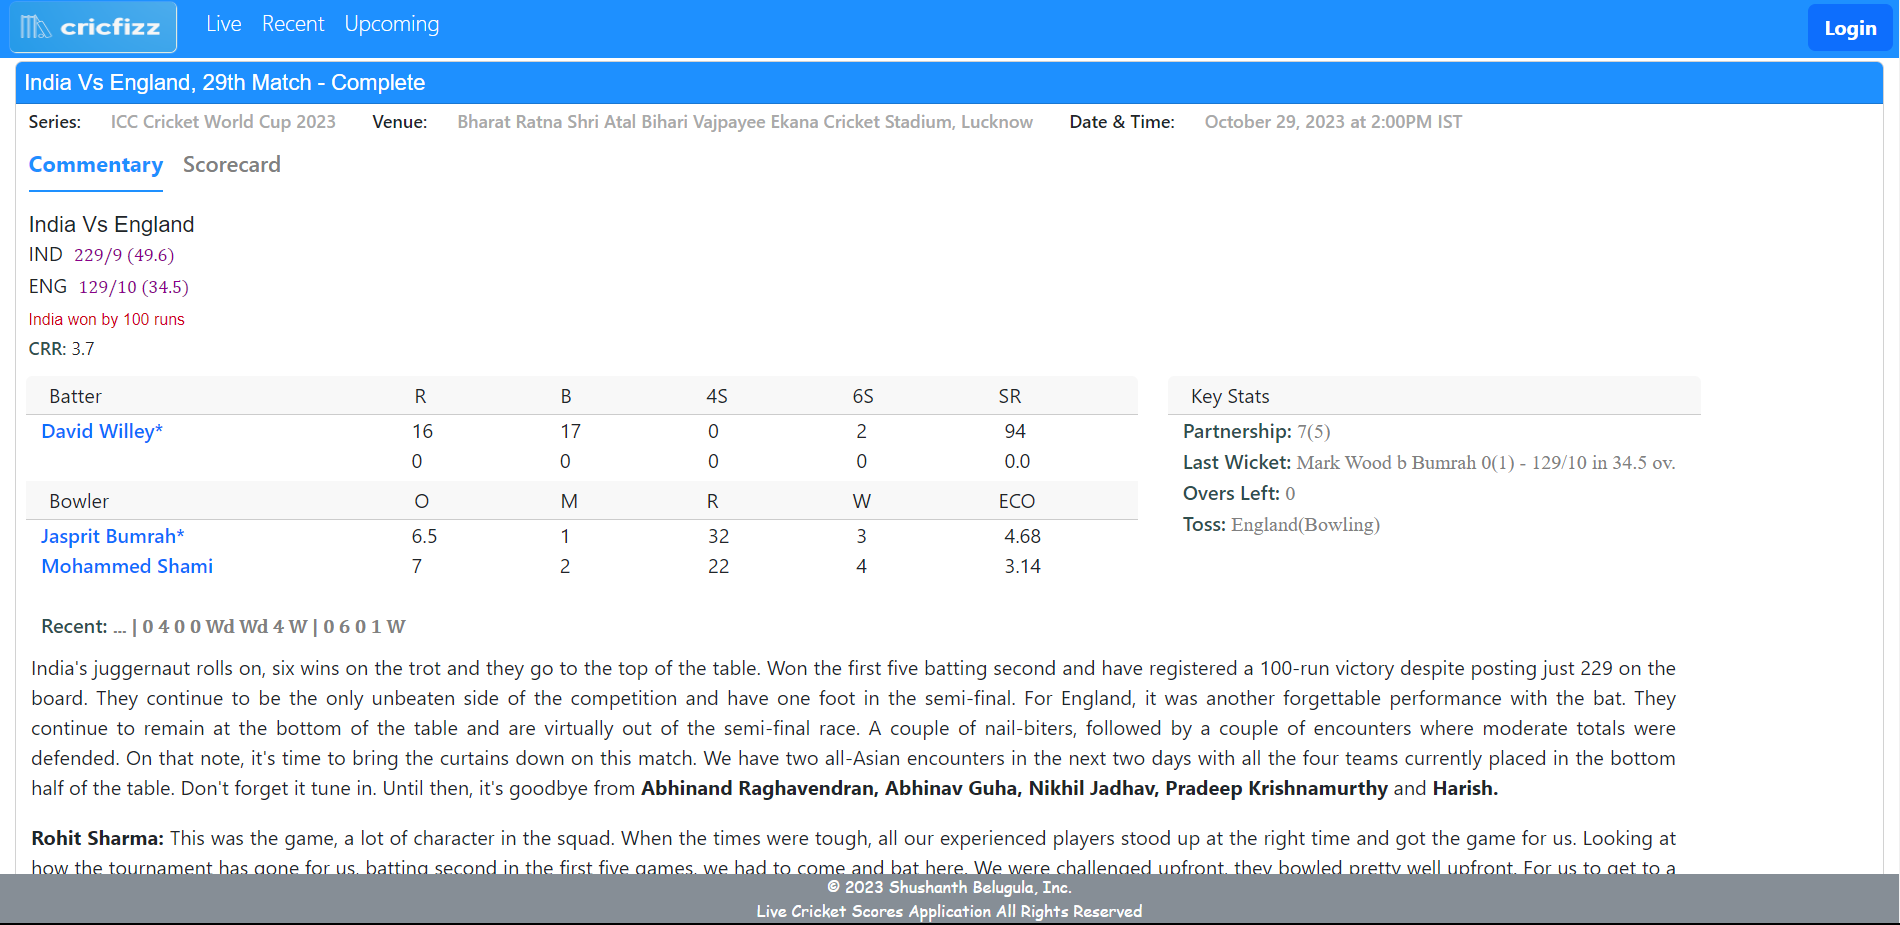 cricfizz Live Recent Upcoming Login
India Vs England, 29th Match - Complete
Series: ICC Cricket World Cup 2023 Venue: Bharat Ratna Shri Atal Bihari Vajpayee Ekana Cricket Stadium, Lucknow Date & Time: October 29, 2023 at 2:00PM IST
Commentary Scorecard
India Vs England
IND 229/9 (49.6)
ENG 129/10 (34.5)
India won by 100 runs
CRR: 3.7
Batter R B 4S 6S SR
David Willey* 16 17 0 2 94
0 0 0 0 0.0
Bowler O M R W ECO
Jasprit Bumrah* 6.5 1 32 3 4.68
Mohammed Shami 7 2 22 4 3.14
Key Stats
Partnership: 7(5)
Last Wicket: Mark Wood b Bumrah 0(1) - 129/10 in 34.5 ov.
Overs Left: 0
Toss: England(Bowling)
Recent: ... | 0 4 0 0 Wd Wd 4 W | 0 6 0 1 W
India's juggernaut rolls on, six wins on the trot and they go to the top of the table. Won the first five batting second and have registered a 100-run victory despite posting just 229 on the
board. They continue to be the only unbeaten side of the competition and have one foot in the semi-final. For England, it was another forgettable performance with the bat. They
continue to remain at the bottom of the table and are virtually out of the semi-final race. A couple of nail-biters, followed by a couple of encounters where moderate totals were
defended. On that note, it's time to bring the curtains down on this match. We have two all-Asian encounters in the next two days with all the four teams currently placed in the bottom
half of the table. Don't forget it tune in. Until then, it's goodbye from Abhinand Raghavendran, Abhinav Guha, Nikhil Jadhav, Pradeep Krishnamurthy and Harish.
Rohit Sharma: This was the game, a lot of character in the squad. When the times were tough, all our experienced players stood up at the right time and got the game for us. Looking at
how the tournament has gone for us, batting second in the first five games, we had to come and bat here. We were challenged upfront, they bowled pretty well upfront. For us to get to a
© 2023 Shushanth Belugula, Inc.
Live Cricket Scores Application All Rights Reserved